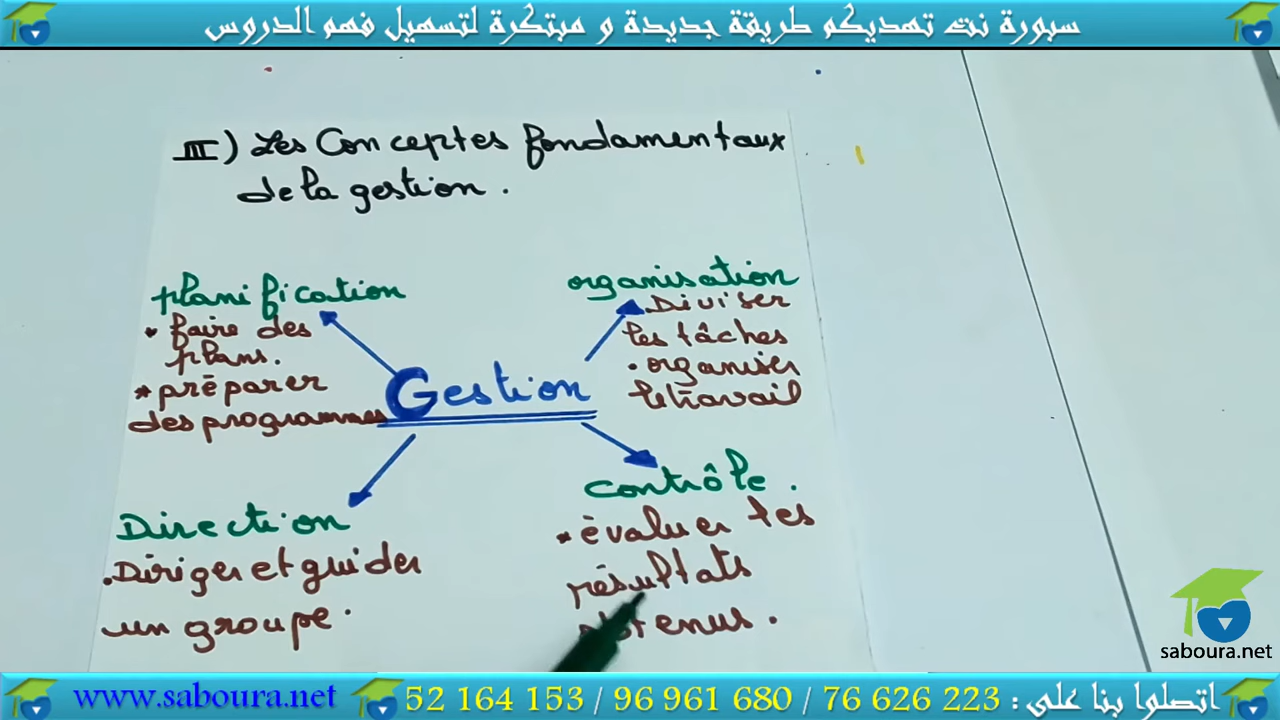 سبورة نت تهديكم طريقة جديدة و مبتكرة لتسهيل فهم الدروس
III) Les Conceptes fondamentaux
de la gestion.
planification
* faire des
plans.
* préparer
des programmes
organisation
. Diviser
les tâches
. organiser
le travail
Gestion
Direction
. Diriger et guider
un groupe.
contrôle.
* èvaluer les
résultats
obtenus.
saboura.net
www.saboura.net
اتصلوا بنا على : 223 626 76 / 680 961 96 / 153 164 52